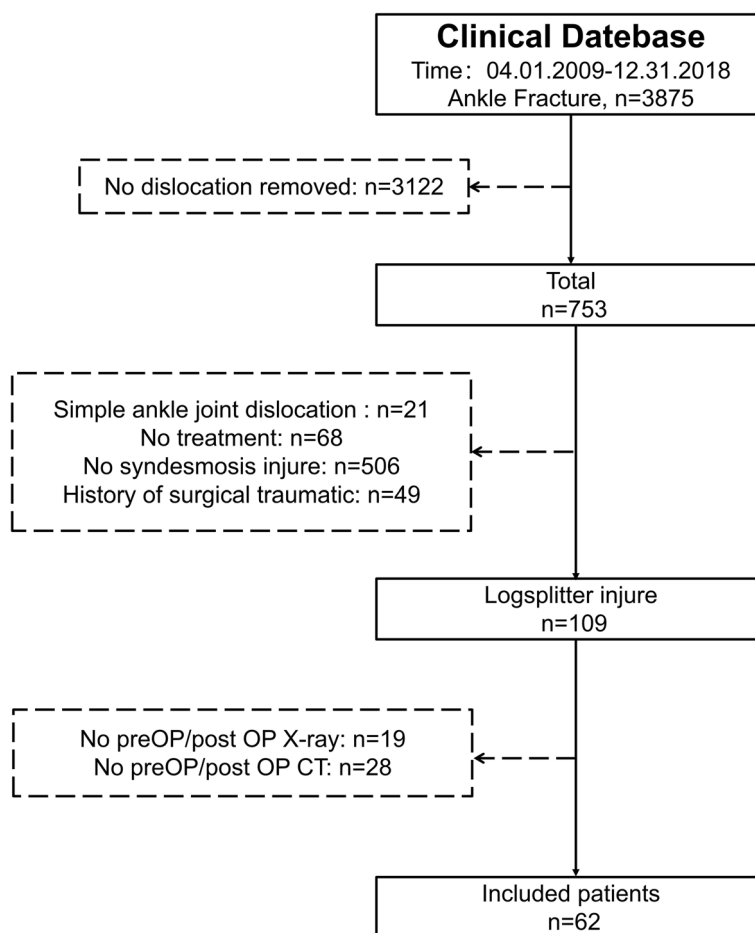 Clinical Datebase
Time： 04.01.2009-12.31.2018
Ankle Fracture, n=3875
No dislocation removed: n=3122
Total
n=753
Simple ankle joint dislocation : n=21
No treatment: n=68
No syndesmosis injure: n=506
History of surgical traumatic: n=49
Logsplitter injure
n=109
No preOP/post OP X-ray: n=19
No preOP/post OP CT: n=28
Included patients
n=62